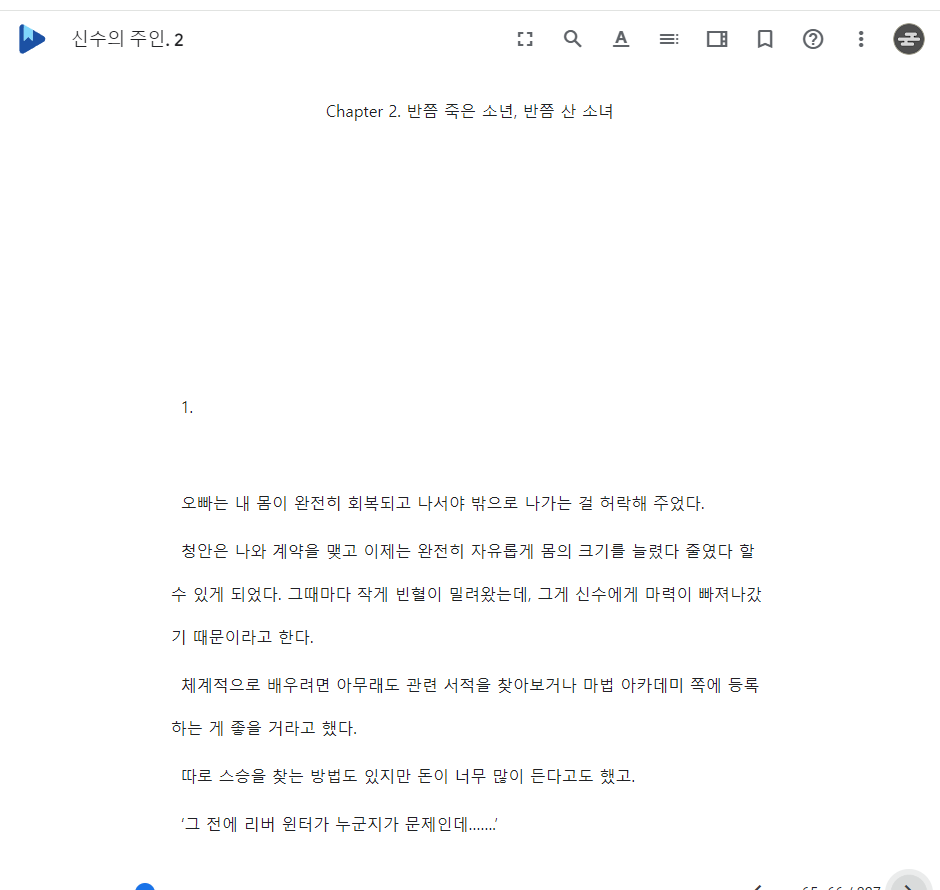 신수의 주인. 2
Chapter 2. 반쯤 죽은 소년, 반쯤 산 소녀
1.
오빠는 내 몸이 완전히 회복되고 나서야 밖으로 나가는 걸 허락해 주었다.
청안은 나와 계약을 맺고 이제는 완전히 자유롭게 몸의 크기를 늘렸다 줄였다 할
수 있게 되었다. 그때마다 작게 빈혈이 밀려왔는데, 그게 신수에게 마력이 빠져나갔
기 때문이라고 한다.
체계적으로 배우려면 아무래도 관련 서적을 찾아보거나 마법 아카데미 쪽에 등록
하는 게 좋을 거라고 했다.
따로 스승을 찾는 방법도 있지만 돈이 너무 많이 든다고도 했고.
‘그 전에 리버 윈터가 누군지가 문제인데…….’